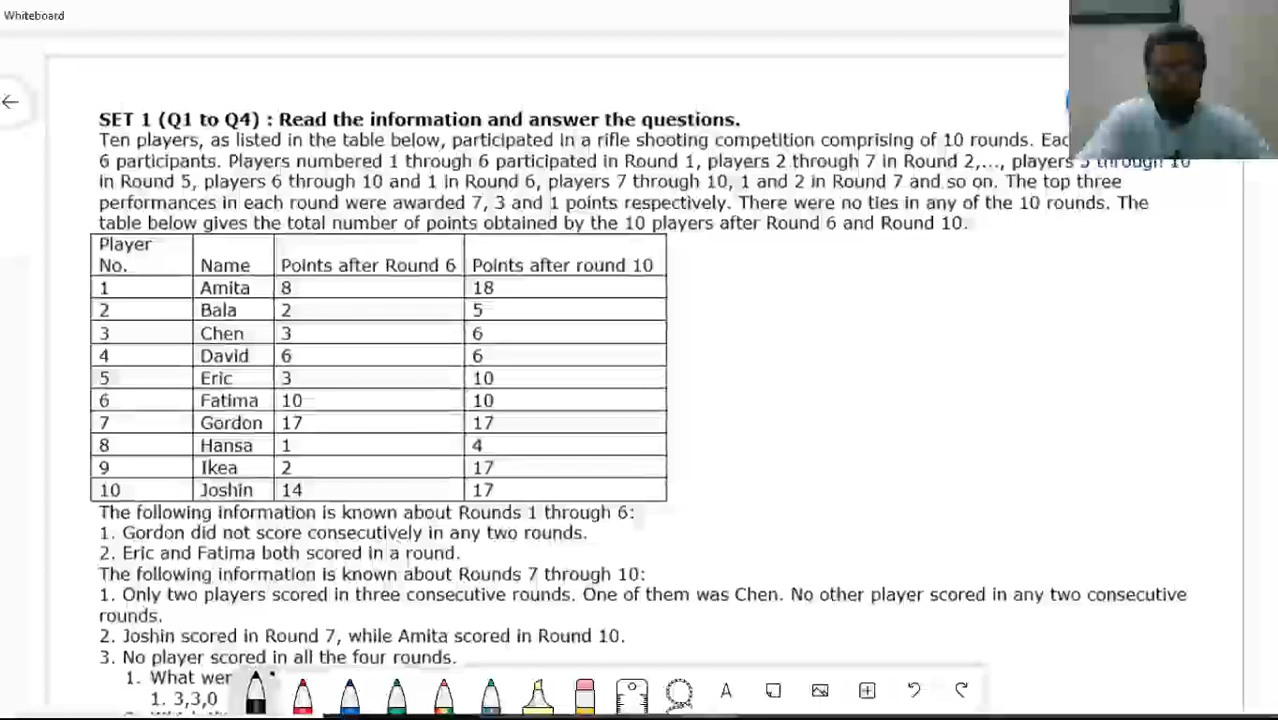 Whiteboard
SET 1 (Q1 to Q4) : Read the information and answer the questions.
Ten players, as listed in the table below, participated in a rifle shooting competition comprising of 10 rounds.
6 participants. Players numbered 1 through 6 participated in Round 1, players 2 through 7 in Round 2,..., players 5 through 10
in Round 5, players 6 through 10 and 1 in Round 6, players 7 through 10, 1 and 2 in Round 7 and so on. The top three
performances in each round were awarded 7, 3 and 1 points respectively. There were no ties in any of the 10 rounds. The
table below gives the total number of points obtained by the 10 players after Round 6 and Round 10.
Player
No. Name Points after Round 6 Points after round 10
1 Amita 8 18
2 Bala 2 5
3 Chen 3 6
4 David 6 6
5 Eric 3 10
6 Fatima 10 10
7 Gordon 17 17
8 Hansa 1 4
9 Ikea 2 17
10 Joshin 14 17
The following information is known about Rounds 1 through 6:
1. Gordon did not score consecutively in any two rounds.
2. Eric and Fatima both scored in a round.
The following information is known about Rounds 7 through 10:
1. Only two players scored in three consecutive rounds. One of them was Chen. No other player scored in any two consecutive
rounds.
2. Joshin scored in Round 7, while Amita scored in Round 10.
3. No player scored in all the four rounds.
1. What
1. 3,3,0
A